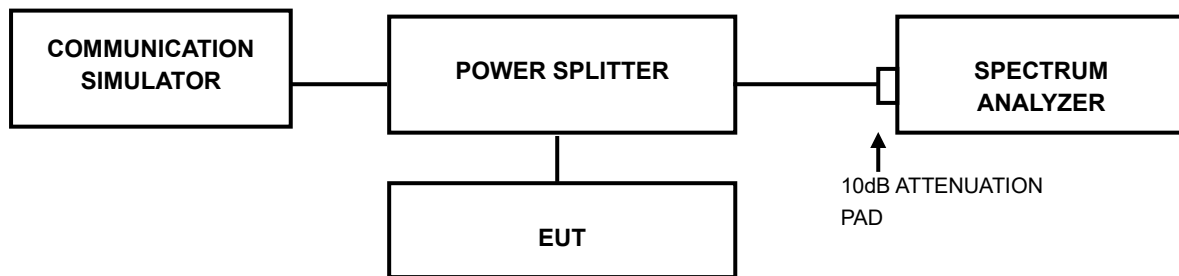 COMMUNICATION
SIMULATOR
POWER SPLITTER
SPECTRUM
ANALYZER
10dB ATTENUATION
PAD
EUT